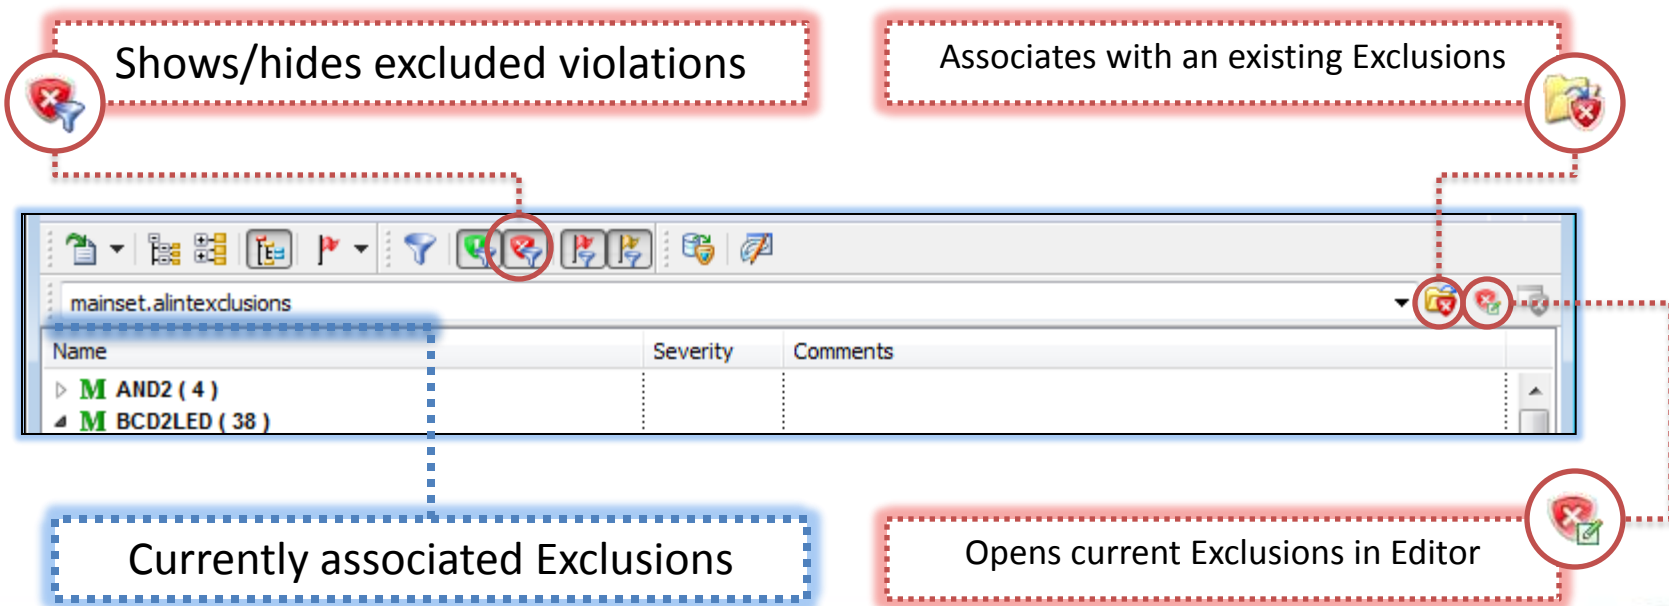 Shows/hides excluded violations
Associates with an existing Exclusions
mainset.alintexclusions
Name Severity Comments
M AND2 ( 4 )
M BCD2LED ( 38 )
Currently associated Exclusions
Opens current Exclusions in Editor